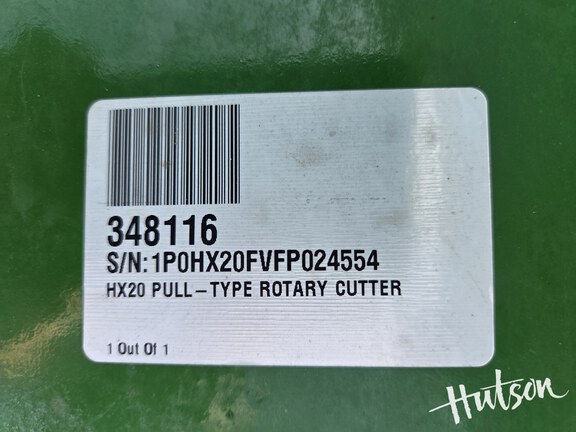 348116
S/N:1P0HX20FVFP024554
HX20 PULL-TYPE ROTARY CUTTER
1 Out Of 1
Hutson